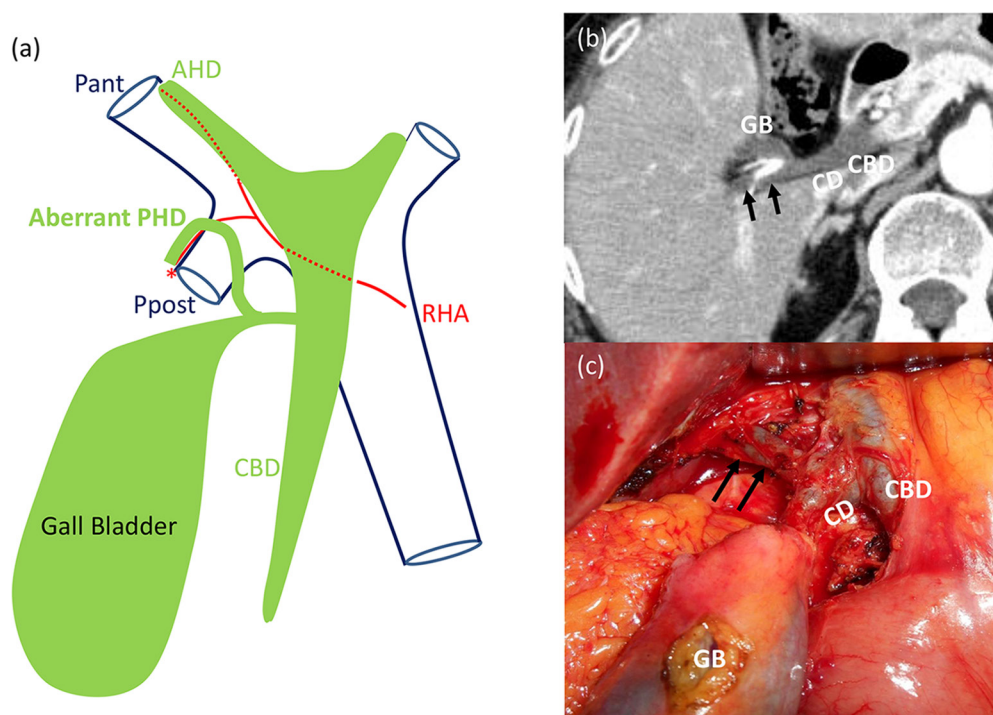 (a)
AHD
Pant
Aberrant PHD
*
Ppost
RHA
CBD
Gall Bladder
(b)
GB
CBD
CD
(c)
CBD
CD
GB